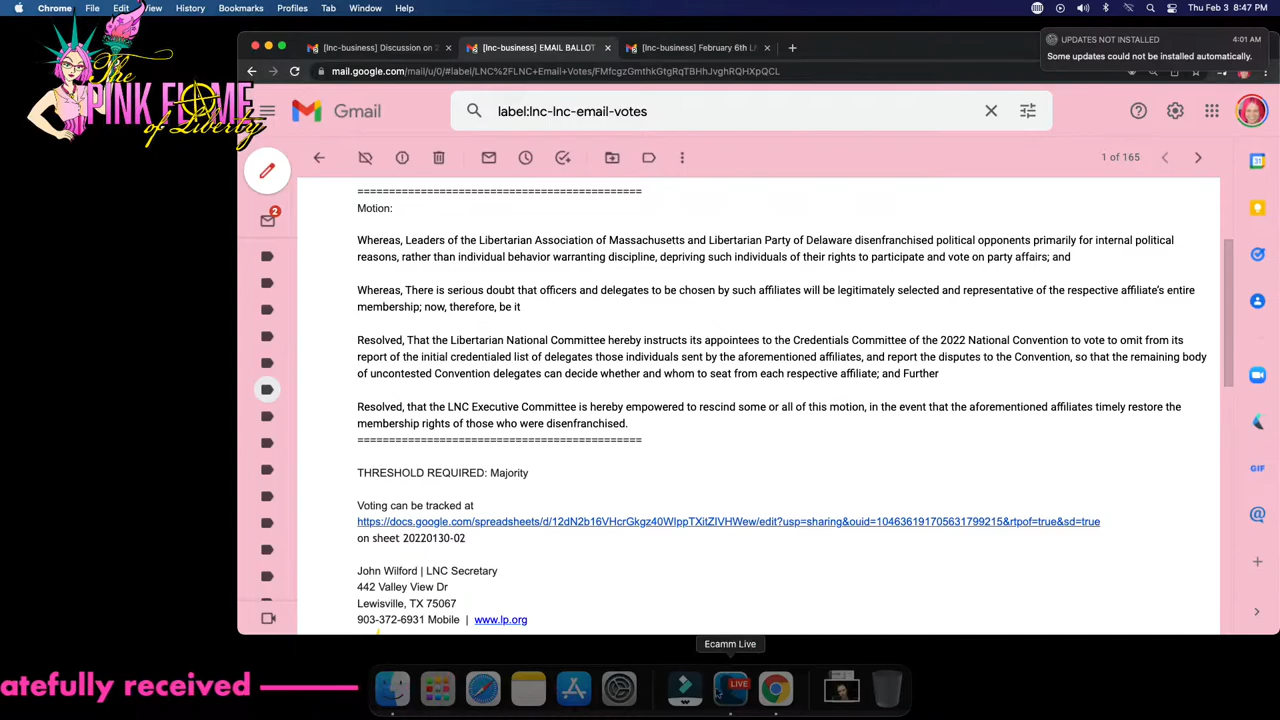 Chrome File Edit View History Bookmarks Profiles Tab Window Help Thu Feb 3 8:47 PM
The
PINK FLAME
of Liberty
[lnc-business] Discussion on 2 [lnc-business] EMAIL BALLOT [lnc-business] February 6th LN
UPDATES NOT INSTALLED 4:01 AM
Some updates could not be installed automatically.
mail.google.com/mail/u/0/#label/LNC%2FLNC+Email+Votes/FMfcgzGmthkGtgRqTBHhJvghRQHXpQCL
Gmail
label:lnc-lnc-email-votes
1 of 165
2
============================================
Motion:
Whereas, Leaders of the Libertarian Association of Massachusetts and Libertarian Party of Delaware disenfranchised political opponents primarily for internal political
reasons, rather than individual behavior warranting discipline, depriving such individuals of their rights to participate and vote on party affairs; and
Whereas, There is serious doubt that officers and delegates to be chosen by such affiliates will be legitimately selected and representative of the respective affiliate's entire
membership; now, therefore, be it
Resolved, That the Libertarian National Committee hereby instructs its appointees to the Credentials Committee of the 2022 National Convention to vote to omit from its
report of the initial credentialed list of delegates those individuals sent by the aforementioned affiliates, and report the disputes to the Convention, so that the remaining body
of uncontested Convention delegates can decide whether and whom to seat from each respective affiliate; and Further
Resolved, that the LNC Executive Committee is hereby empowered to rescind some or all of this motion, in the event that the aforementioned affiliates timely restore the
membership rights of those who were disenfranchised.
============================================
THRESHOLD REQUIRED: Majority
Voting can be tracked at
https://docs.google.com/spreadsheets/d/12dN2b16VHcrGkgz40WIppTXitZIVHWew/edit?usp=sharing&ouid=104636191705631799215&rtpof=true&sd=true
on sheet 20220130-02
John Wilford | LNC Secretary
442 Valley View Dr
Lewisville, TX 75067
903-372-6931 Mobile | www.lp.org
31
GIF
Ecamm Live
LIVE
atefully received